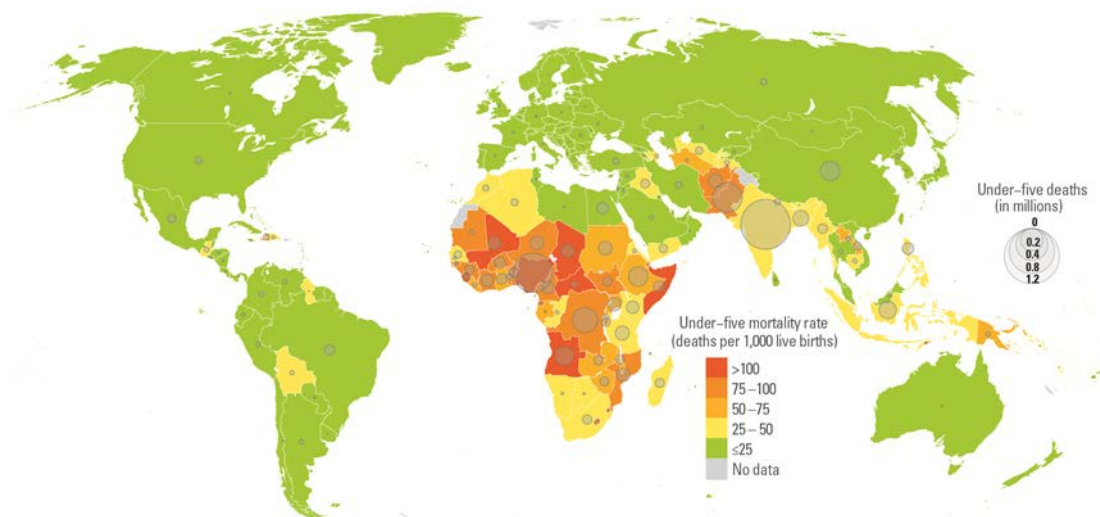 Under–five deaths
(in millions)
0
0.2
0.4
0.8
1.2
Under–five mortality rate
(deaths per 1,000 live births)
>100
75 –100
50 –75
25 – 50
≤25
No data